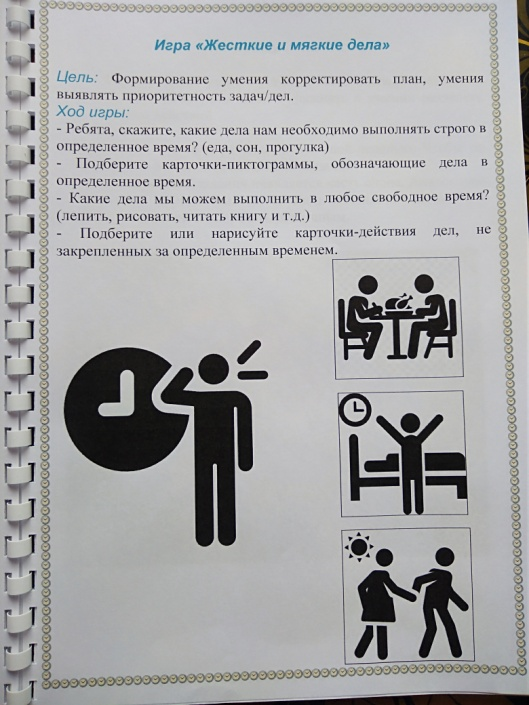 Игра «Жесткие и мягкие дела»
Цель: Формирование умения корректировать план, умения
выявлять приоритетность задач/дел.
Ход игры:
- Ребята, скажите, какие дела нам необходимо выполнять строго в
определенное время? (еда, сон, прогулка)
- Подберите карточки-пиктограммы, обозначающие дела в
определенное время.
- Какие дела мы можем выполнить в любое свободное время?
(лепить, рисовать, читать книгу и т.д.)
- Подберите или нарисуйте карточки-действия дел, не
закрепленных за определенным временем.